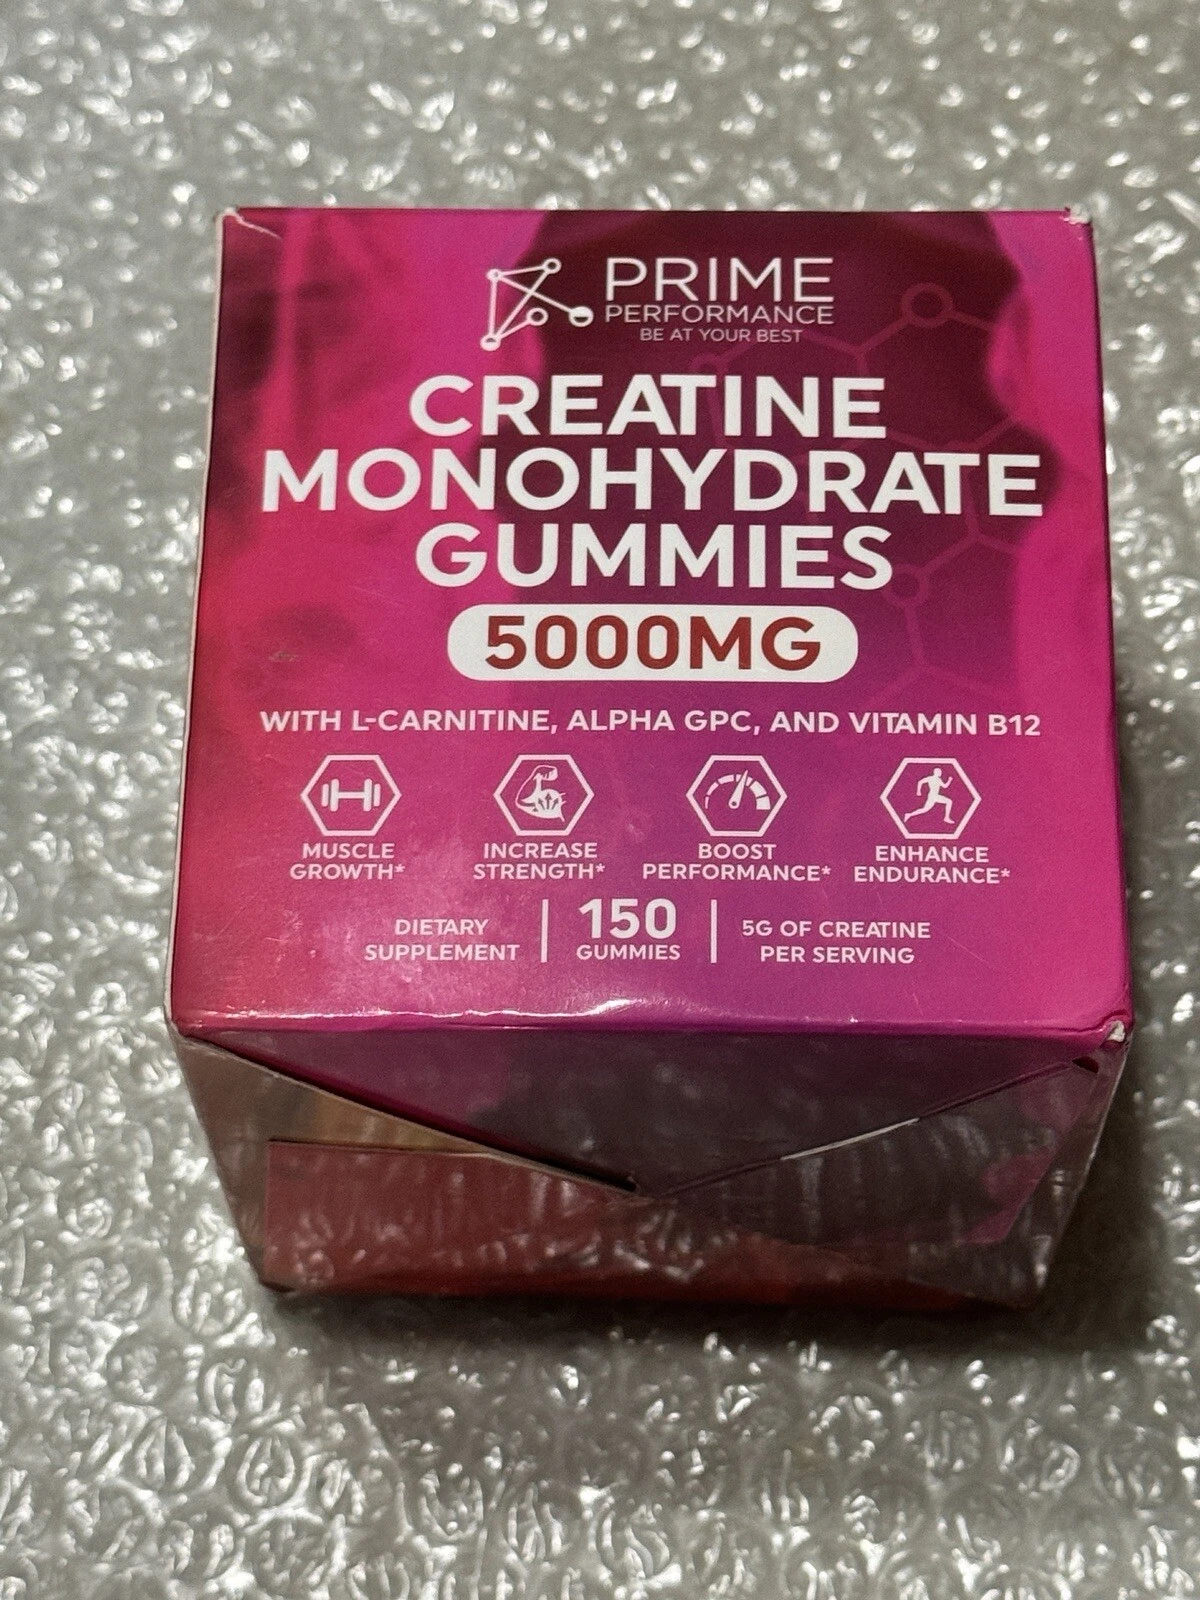 PRIME
PERFORMANCE
BE AT YOUR BEST
CREATINE
MONOHYDRATE
GUMMIES
5000MG
WITH L-CARNITINE, ALPHA GPC, AND VITAMIN B12
MUSCLE
GROWTH*
INCREASE
STRENGTH*
BOOST
PERFORMANCE*
ENHANCE
ENDURANCE*
DIETARY
SUPPLEMENT
150
GUMMIES
5G OF CREATINE
PER SERVING